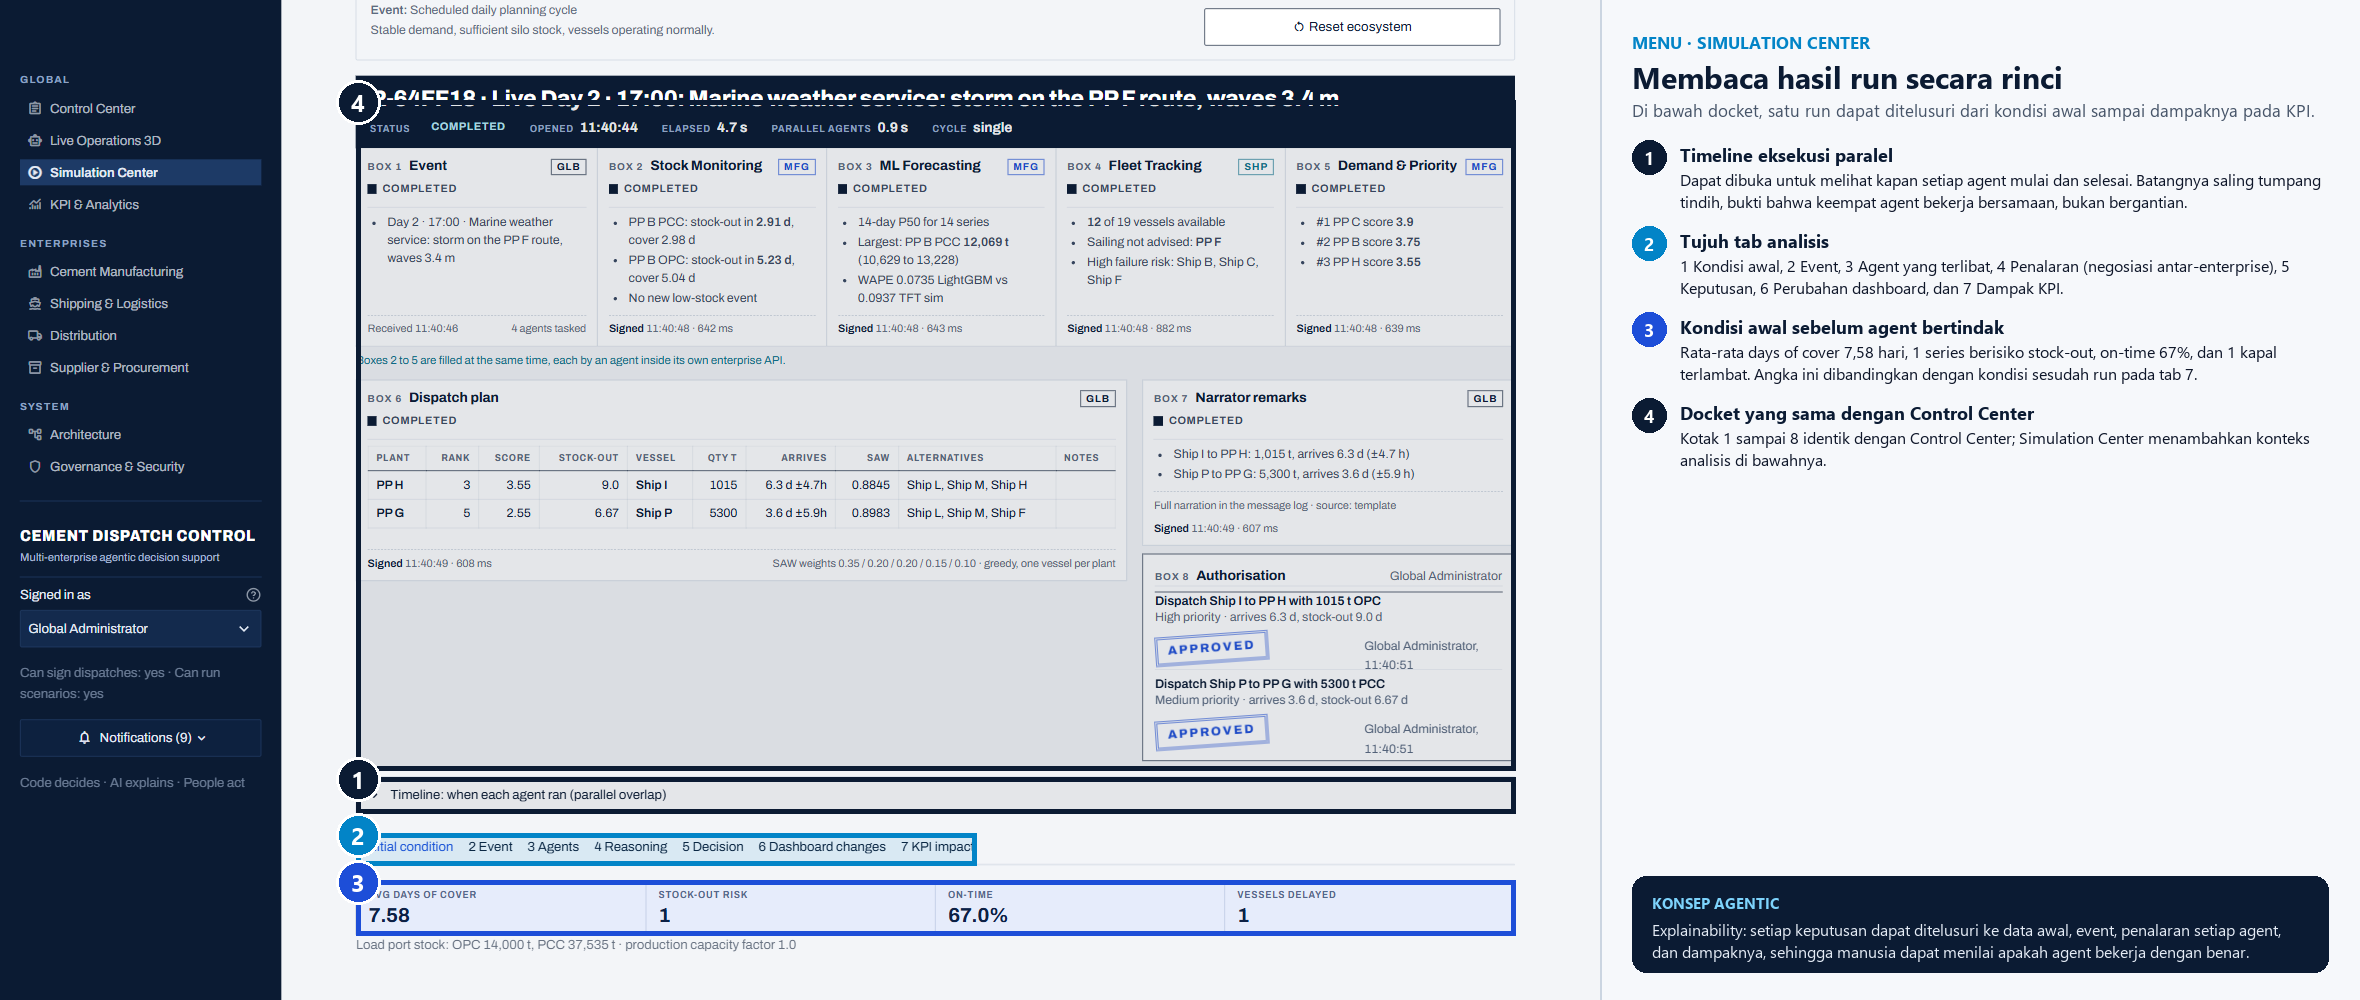 GLOBAL
Control Center
Live Operations 3D
Simulation Center
KPI & Analytics
ENTERPRISES
Cement Manufacturing
Shipping & Logistics
Distribution
Supplier & Procurement
SYSTEM
Architecture
Governance & Security
CEMENT DISPATCH CONTROL
Multi-enterprise agentic decision support
Signed in as
Global Administrator
Can sign dispatches: yes · Can run
scenarios: yes
Notifications (9)
Code decides · AI explains · People act
Event: Scheduled daily planning cycle
Stable demand, sufficient silo stock, vessels operating normally.
Reset ecosystem
4
-64FF18 · Live Day 2 · 17:00: Marine weather service: storm on the PP F route, waves 3.4 m
STATUS COMPLETED OPENED 11:40:44 ELAPSED 4.7 s PARALLEL AGENTS 0.9 s CYCLE single
BOX 1 Event GLB
COMPLETED
Day 2 · 17:00 · Marine weather
service: storm on the PP F route,
waves 3.4 m
Received 11:40:46 4 agents tasked
BOX 2 Stock Monitoring MFG
COMPLETED
PP B PCC: stock-out in 2.91 d,
cover 2.98 d
PP B OPC: stock-out in 5.23 d,
cover 5.04 d
No new low-stock event
Signed 11:40:48 · 642 ms
BOX 3 ML Forecasting MFG
COMPLETED
14-day P50 for 14 series
Largest: PP B PCC 12,069 t
(10,629 to 13,228)
WAPE 0.0735 LightGBM vs
0.0937 TFT sim
Signed 11:40:48 · 643 ms
BOX 4 Fleet Tracking SHP
COMPLETED
12 of 19 vessels available
Sailing not advised: PP F
High failure risk: Ship B, Ship C,
Ship F
Signed 11:40:48 · 882 ms
BOX 5 Demand & Priority MFG
COMPLETED
#1 PP C score 3.9
#2 PP B score 3.75
#3 PP H score 3.55
Signed 11:40:48 · 639 ms
Boxes 2 to 5 are filled at the same time, each by an agent inside its own enterprise API.
BOX 6 Dispatch plan GLB
COMPLETED
PLANT RANK SCORE STOCK-OUT VESSEL QTY T ARRIVES SAW ALTERNATIVES NOTES
PP H 3 3.55 9.0 Ship I 1015 6.3 d ±4.7h 0.8845 Ship L, Ship M, Ship H
PP G 5 2.55 6.67 Ship P 5300 3.6 d ±5.9h 0.8983 Ship L, Ship M, Ship F
Signed 11:40:49 · 608 ms SAW weights 0.35 / 0.20 / 0.20 / 0.15 / 0.10 · greedy, one vessel per plant
BOX 7 Narrator remarks GLB
COMPLETED
Ship I to PP H: 1,015 t, arrives 6.3 d (±4.7 h)
Ship P to PP G: 5,300 t, arrives 3.6 d (±5.9 h)
Full narration in the message log · source: template
Signed 11:40:49 · 607 ms
BOX 8 Authorisation Global Administrator
Dispatch Ship I to PP H with 1015 t OPC
High priority · arrives 6.3 d, stock-out 9.0 d
APPROVED
Global Administrator,
11:40:51
Dispatch Ship P to PP G with 5300 t PCC
Medium priority · arrives 3.6 d, stock-out 6.67 d
APPROVED
Global Administrator,
11:40:51
1
Timeline: when each agent ran (parallel overlap)
2
tial condition 2 Event 3 Agents 4 Reasoning 5 Decision 6 Dashboard changes 7 KPI impact
3
VG DAYS OF COVER
7.58
STOCK-OUT RISK
1
ON-TIME
67.0%
VESSELS DELAYED
1
Load port stock: OPC 14,000 t, PCC 37,535 t · production capacity factor 1.0
MENU · SIMULATION CENTER
Membaca hasil run secara rinci
Di bawah docket, satu run dapat ditelusuri dari kondisi awal sampai dampaknya pada KPI.
1 Timeline eksekusi paralel
Dapat dibuka untuk melihat kapan setiap agent mulai dan selesai. Batangnya saling tumpang
tindih, bukti bahwa keempat agent bekerja bersamaan, bukan bergantian.
2 Tujuh tab analisis
1 Kondisi awal, 2 Event, 3 Agent yang terlibat, 4 Penalaran (negosiasi antar-enterprise), 5
Keputusan, 6 Perubahan dashboard, dan 7 Dampak KPI.
3 Kondisi awal sebelum agent bertindak
Rata-rata days of cover 7,58 hari, 1 series berisiko stock-out, on-time 67%, dan 1 kapal
terlambat. Angka ini dibandingkan dengan kondisi sesudah run pada tab 7.
4 Docket yang sama dengan Control Center
Kotak 1 sampai 8 identik dengan Control Center; Simulation Center menambahkan konteks
analisis di bawahnya.
KONSEP AGENTIC
Explainability: setiap keputusan dapat ditelusuri ke data awal, event, penalaran setiap agent,
dan dampaknya, sehingga manusia dapat menilai apakah agent bekerja dengan benar.